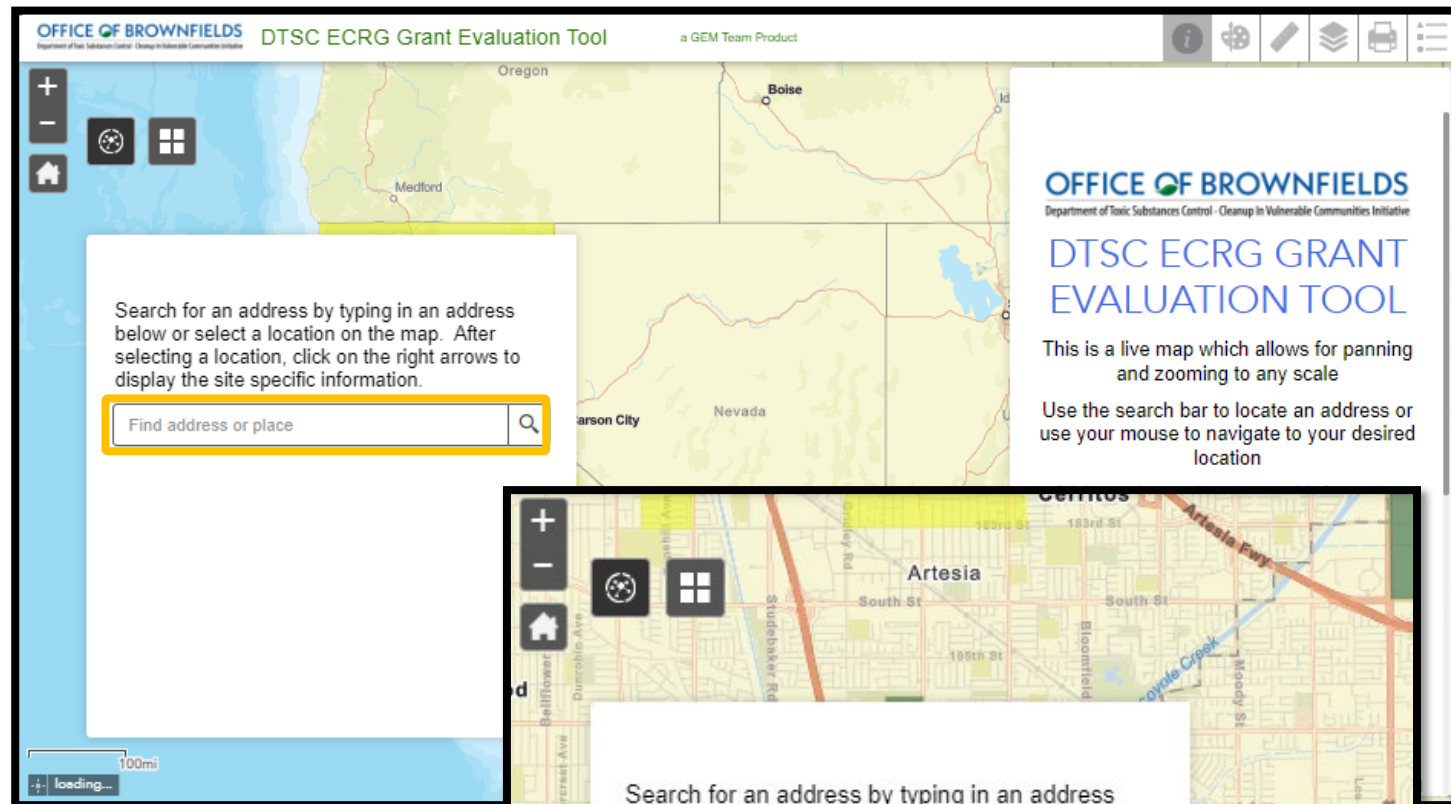 OFFICE OF BROWNFIELDS
Department of Toxic Substances Control - Cleanup In Vulnerable Communities Initiative
DTSC ECRG Grant Evaluation Tool
a GEM Team Product
Oregon
Boise
Id
Medford
OFFICE OF BROWNFIELDS
Department of Toxic Substances Control - Cleanup In Vulnerable Communities Initiative
DTSC ECRG GRANT
EVALUATION TOOL
This is a live map which allows for panning
and zooming to any scale
Use the search bar to locate an address or
use your mouse to navigate to your desired
location
Search for an address by typing in an address
below or select a location on the map. After
selecting a location, click on the right arrows to
display the site specific information.
Find address or place
arson City
Nevada
100mi
loading...
Cerritos
183rd St
183rd St
Artesia Fwy
Gridley Rd
Artesia
South St
South St
Studebaker Rd
Bloomfield
195th St
oyote Creek
Moody St
Bellflower
Dunrobin Ave
d
Search for an address by typing in an address